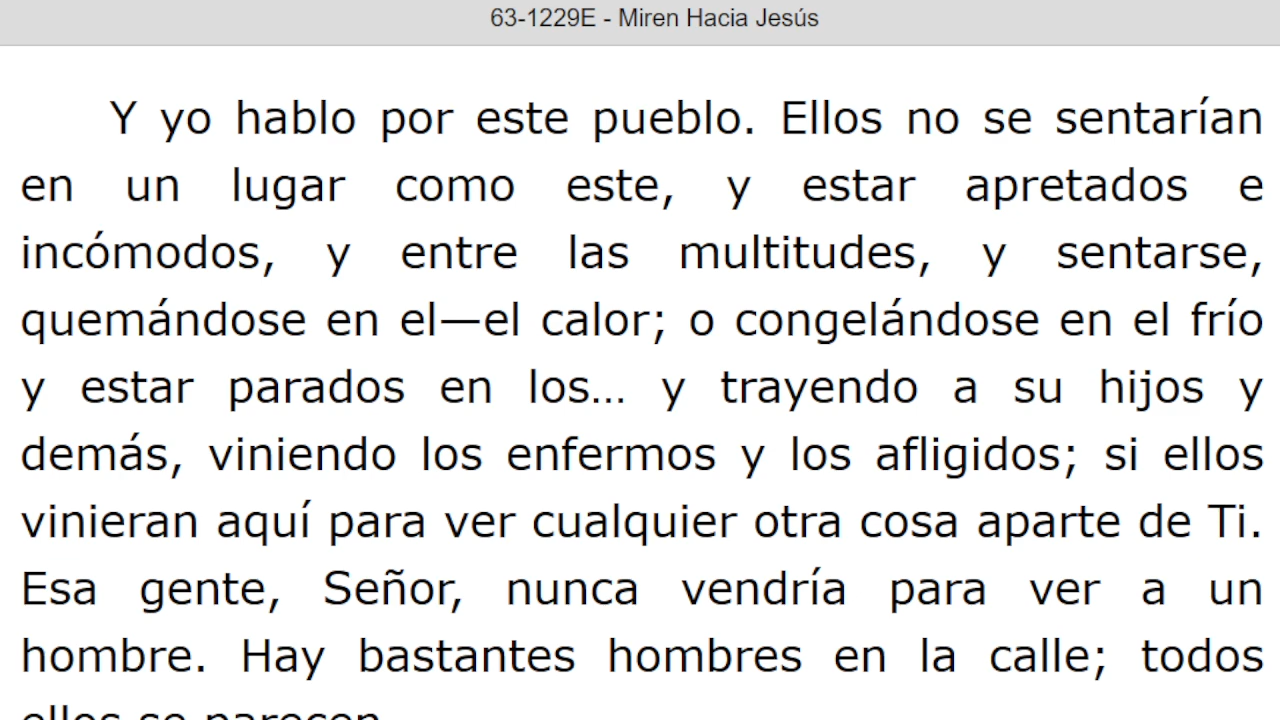 63-1229E - Miren Hacia Jesús
Y yo hablo por este pueblo. Ellos no se sentarían
en un lugar como este, y estar apretados e
incómodos, y entre las multitudes, y sentarse,
quemándose en el—el calor; o congelándose en el frío
y estar parados en los... y trayendo a su hijos y
demás, viniendo los enfermos y los afligidos; si ellos
vinieran aquí para ver cualquier otra cosa aparte de Ti.
Esa gente, Señor, nunca vendría para ver a un
hombre. Hay bastantes hombres en la calle; todos
ellos se parecen